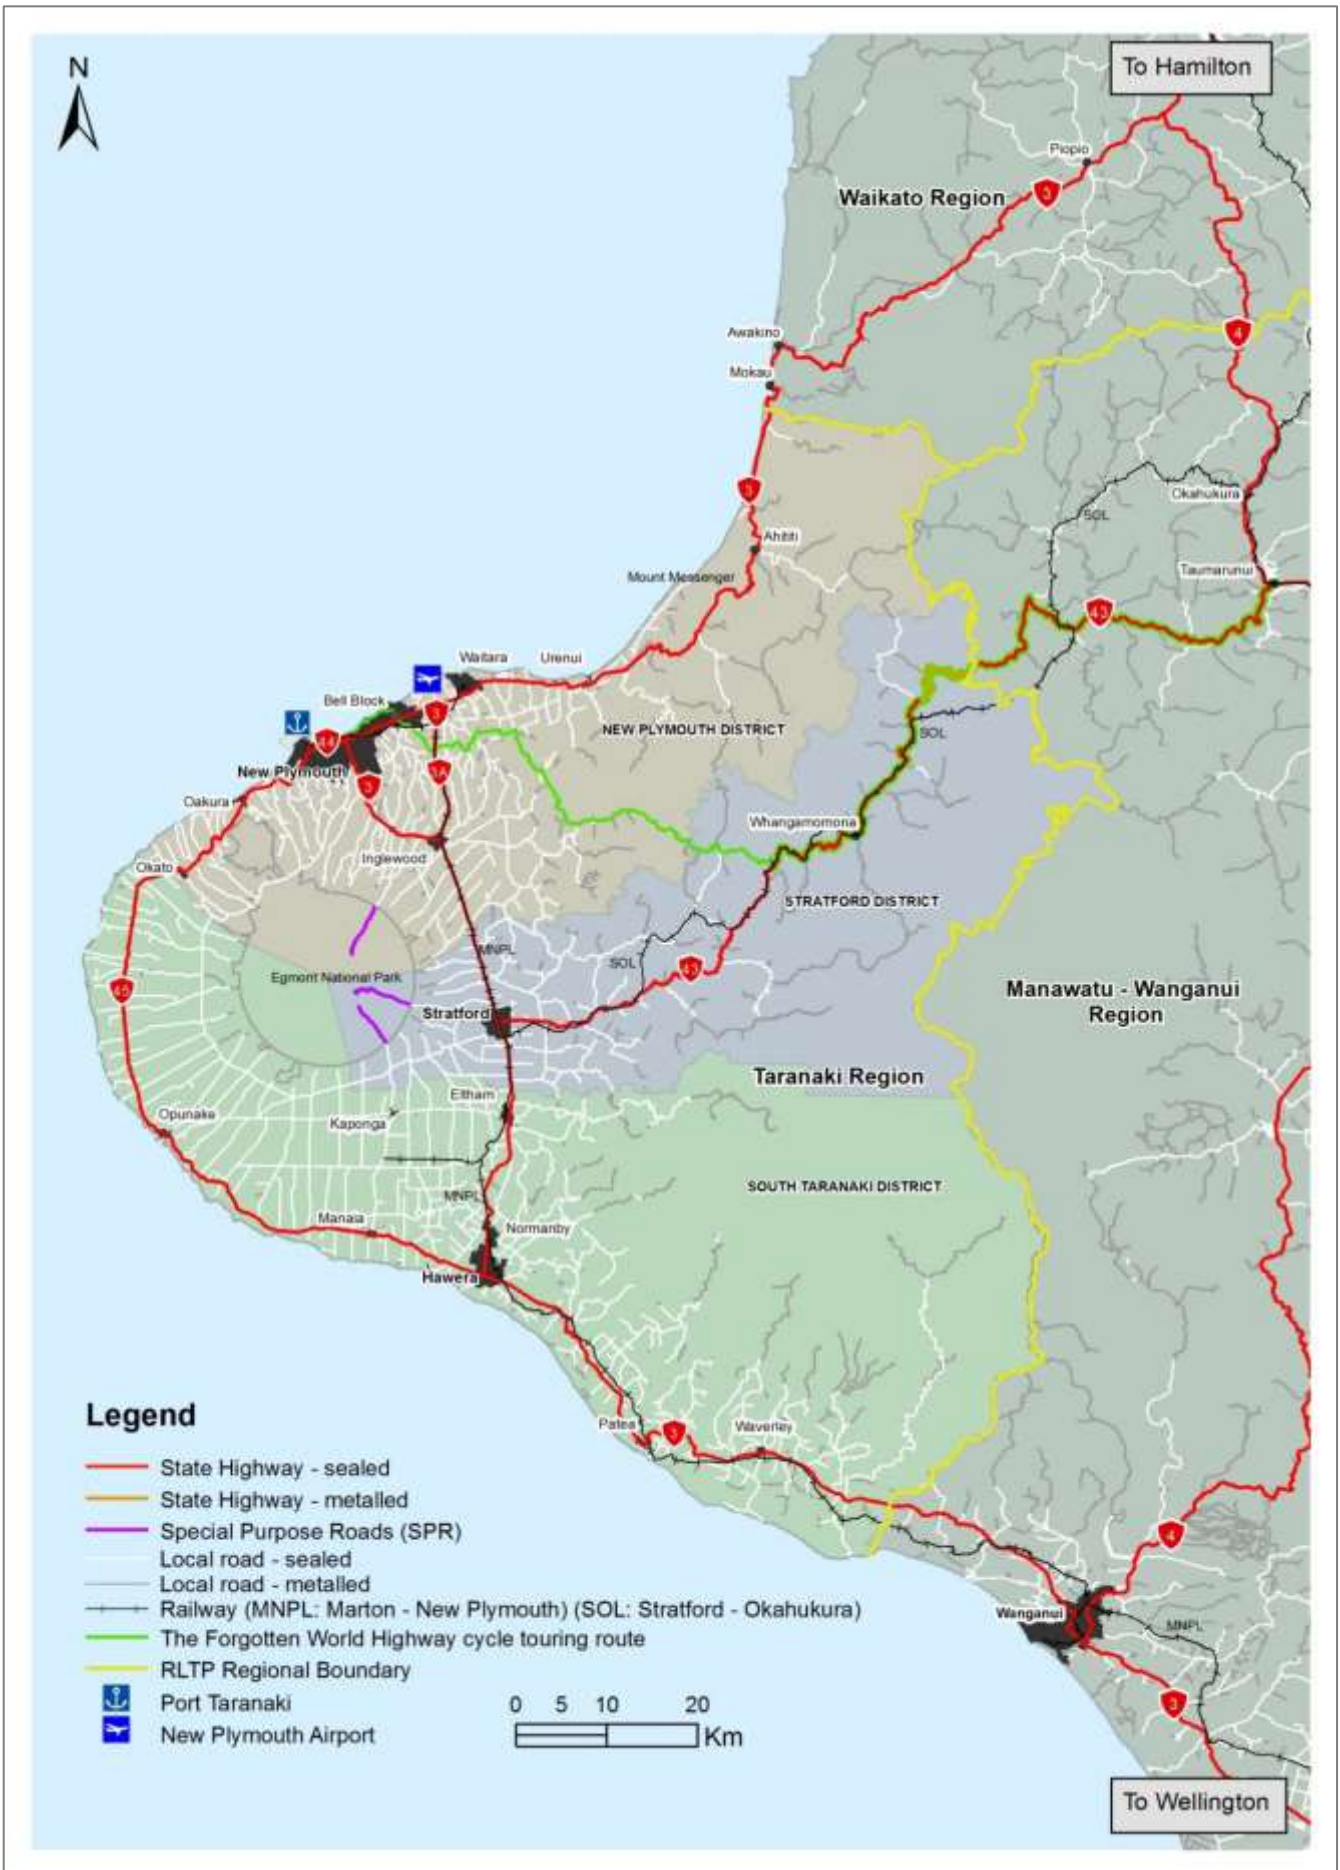 N
To Hamilton
Piopio
3
Waikato Region
Awakino
4
Mokau
3
Okahukura
SOL
Ahititi
Taumarunui
Mount Messenger
43
Waitara
Urenui
Bell Block
3
NEW PLYMOUTH DISTRICT
SOL
44
New Plymouth
3A
3
Oakura
Whangamomona
Inglewood
Okato
STRATFORD DISTRICT
MNPL
SOL
43
Egmont National Park
45
Manawatu - Wanganui
Region
Stratford
Taranaki Region
Eltham
Opunake
Kaponga
SOUTH TARANAKI DISTRICT
MNPL
Manaia
Normanby
Hawera
Legend
Patea
3
Waverley
State Highway - sealed
State Highway - metalled
Special Purpose Roads (SPR)
4
Local road - sealed
Local road - metalled
Railway (MNPL: Marton - New Plymouth) (SOL: Stratford - Okahukura)
Wanganui
MNPL
The Forgotten World Highway cycle touring route
RLTP Regional Boundary
Port Taranaki
0 5 10 20
3
New Plymouth Airport
Km
To Wellington